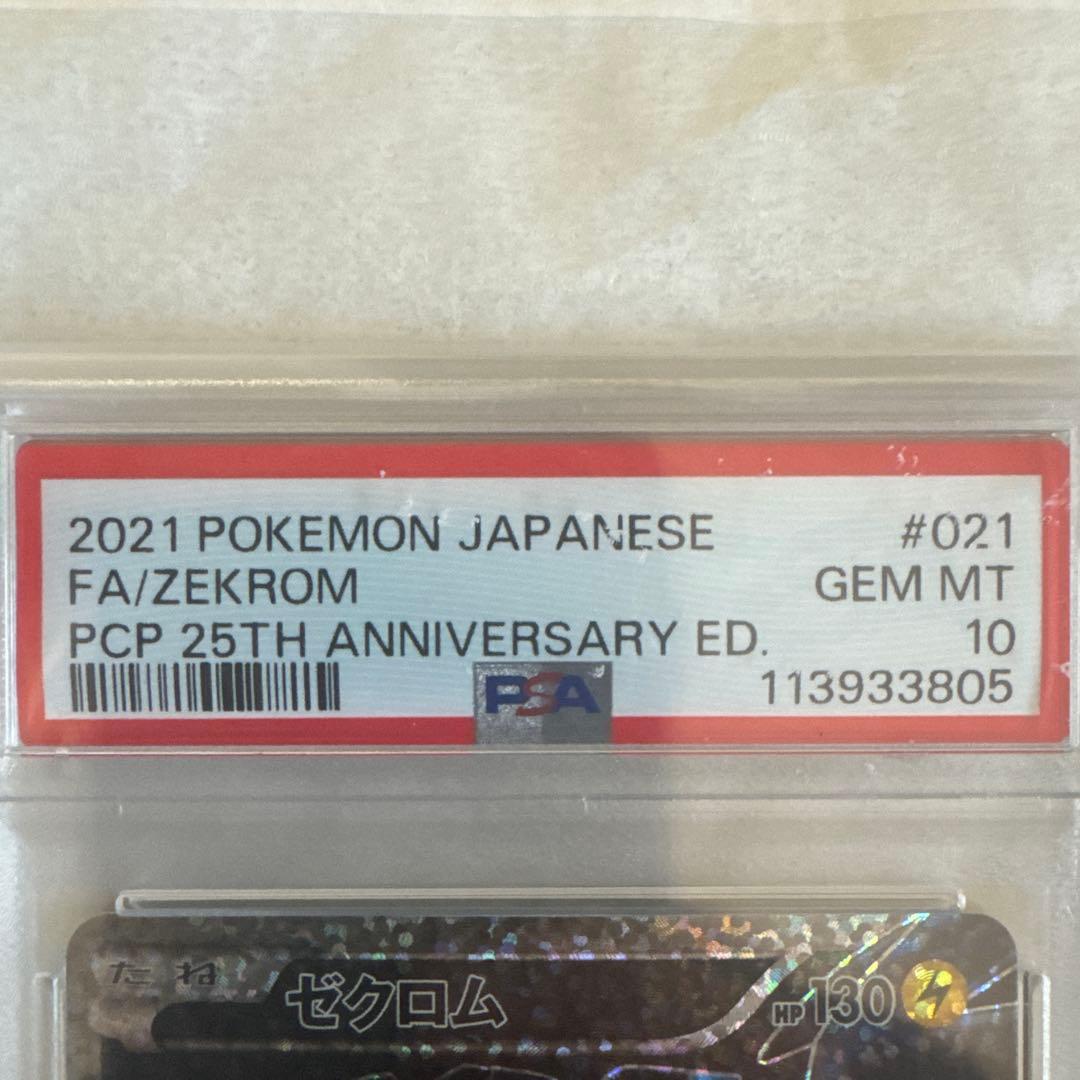 2021 POKEMON JAPANESE #021
FA/ZEKROM GEM MT
PCP 25TH ANNIVERSARY ED. 10
PSA 113933805
たね ゼクロム HP130